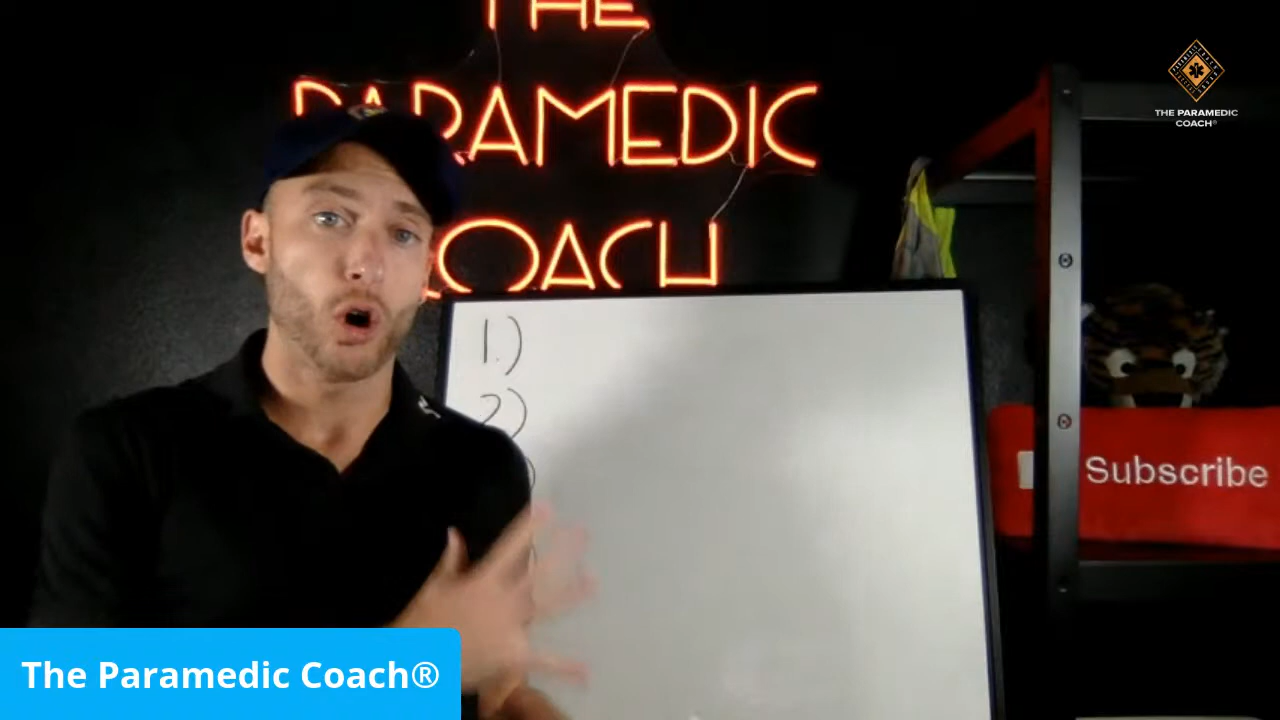 THE
PARAMEDIC
COACH
THE PARAMEDIC
COACH®
1.)
2.)
)
)
Subscribe
The Paramedic Coach®